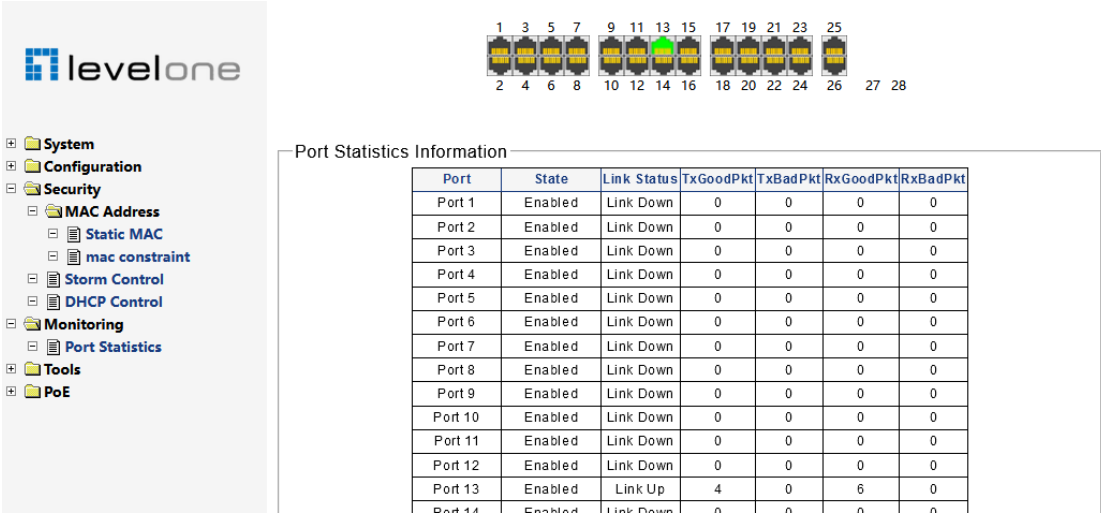 1 3 5 7 9 11 13 15 17 19 21 23 25
levelone
2 4 6 8 10 12 14 16 18 20 22 24 26 27 28
System
Configuration
Security
MAC Address
Static MAC
mac constraint
Storm Control
DHCP Control
Monitoring
Port Statistics
Tools
PoE
Port Statistics Information
Port State Link Status TxGoodPkt TxBadPkt RxGoodPkt RxBadPkt
Port 1 Enabled Link Down 0 0 0 0
Port 2 Enabled Link Down 0 0 0 0
Port 3 Enabled Link Down 0 0 0 0
Port 4 Enabled Link Down 0 0 0 0
Port 5 Enabled Link Down 0 0 0 0
Port 6 Enabled Link Down 0 0 0 0
Port 7 Enabled Link Down 0 0 0 0
Port 8 Enabled Link Down 0 0 0 0
Port 9 Enabled Link Down 0 0 0 0
Port 10 Enabled Link Down 0 0 0 0
Port 11 Enabled Link Down 0 0 0 0
Port 12 Enabled Link Down 0 0 0 0
Port 13 Enabled Link Up 4 0 6 0
Port 14 Enabled Link Down 0 0 0 0